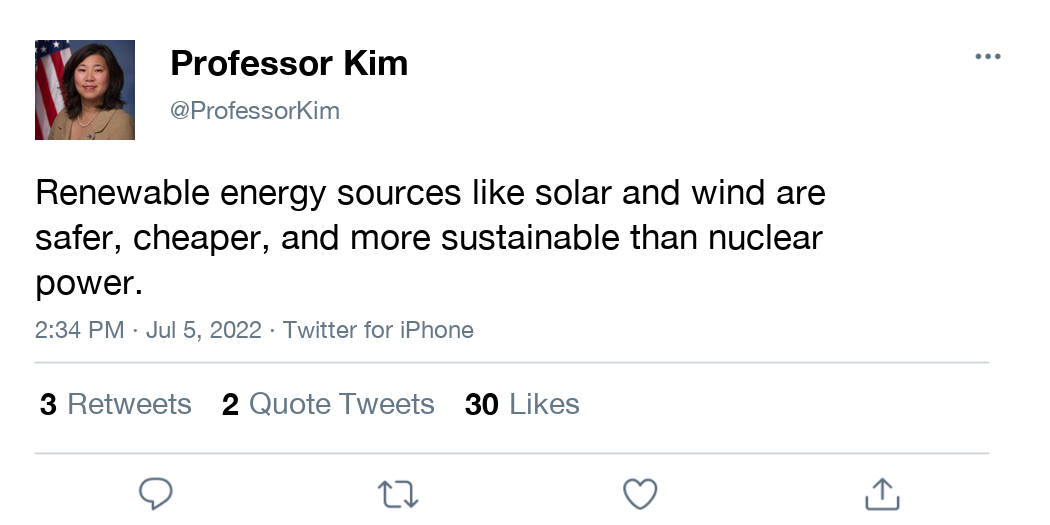 Professor Kim
@ProfessorKim
Renewable energy sources like solar and wind are
safer, cheaper, and more sustainable than nuclear
power.
2:34 PM · Jul 5, 2022 · Twitter for iPhone
3 Retweets 2 Quote Tweets 30 Likes